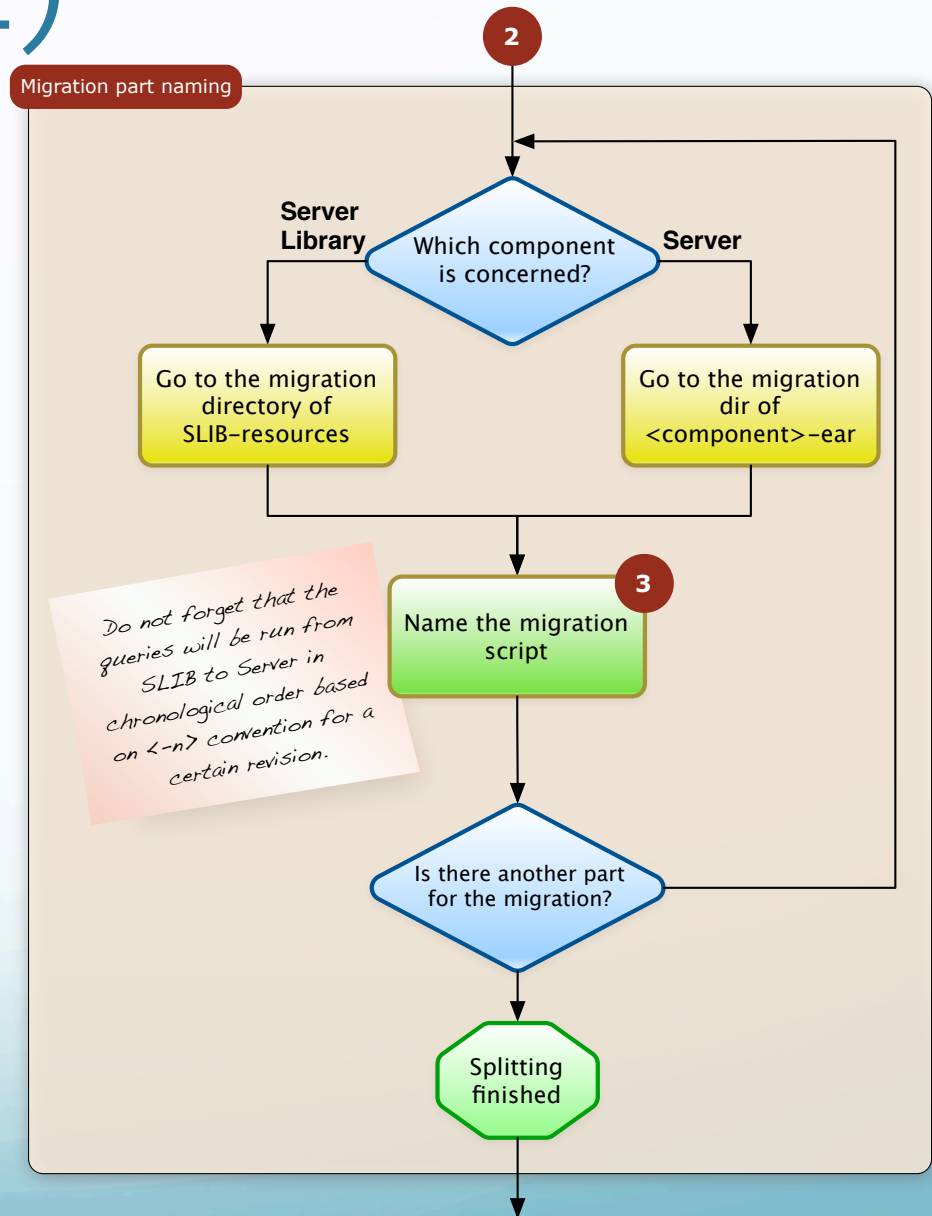 2
Migration part naming
Server
Library
Which component
is concerned?
Server
Go to the migration
directory of
SLIB-resources
Go to the migration
dir of
<component>-ear
3
Name the migration
script
Do not forget that the
queries will be run from
SLIB to Server in
chronological order based
on <-n> convention for a
certain revision.
Is there another part
for the migration?
Splitting
finished